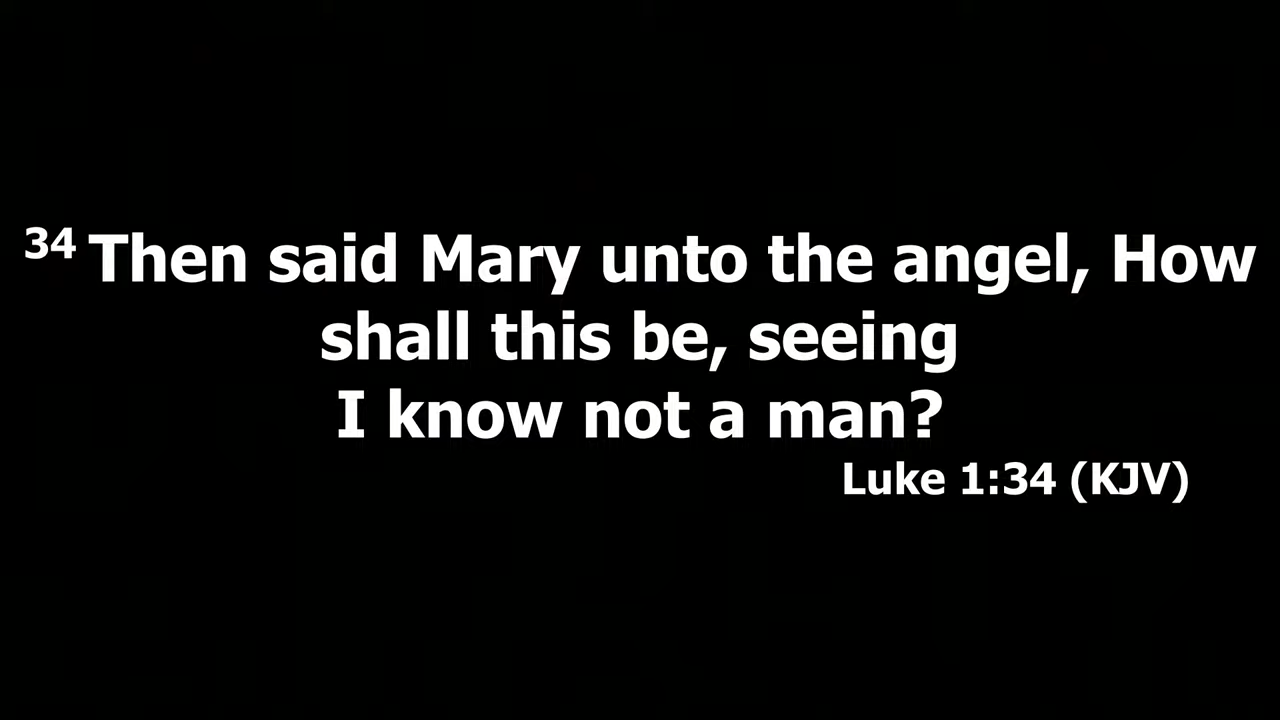 34 Then said Mary unto the angel, How
shall this be, seeing
I know not a man?
Luke 1:34 (KJV)